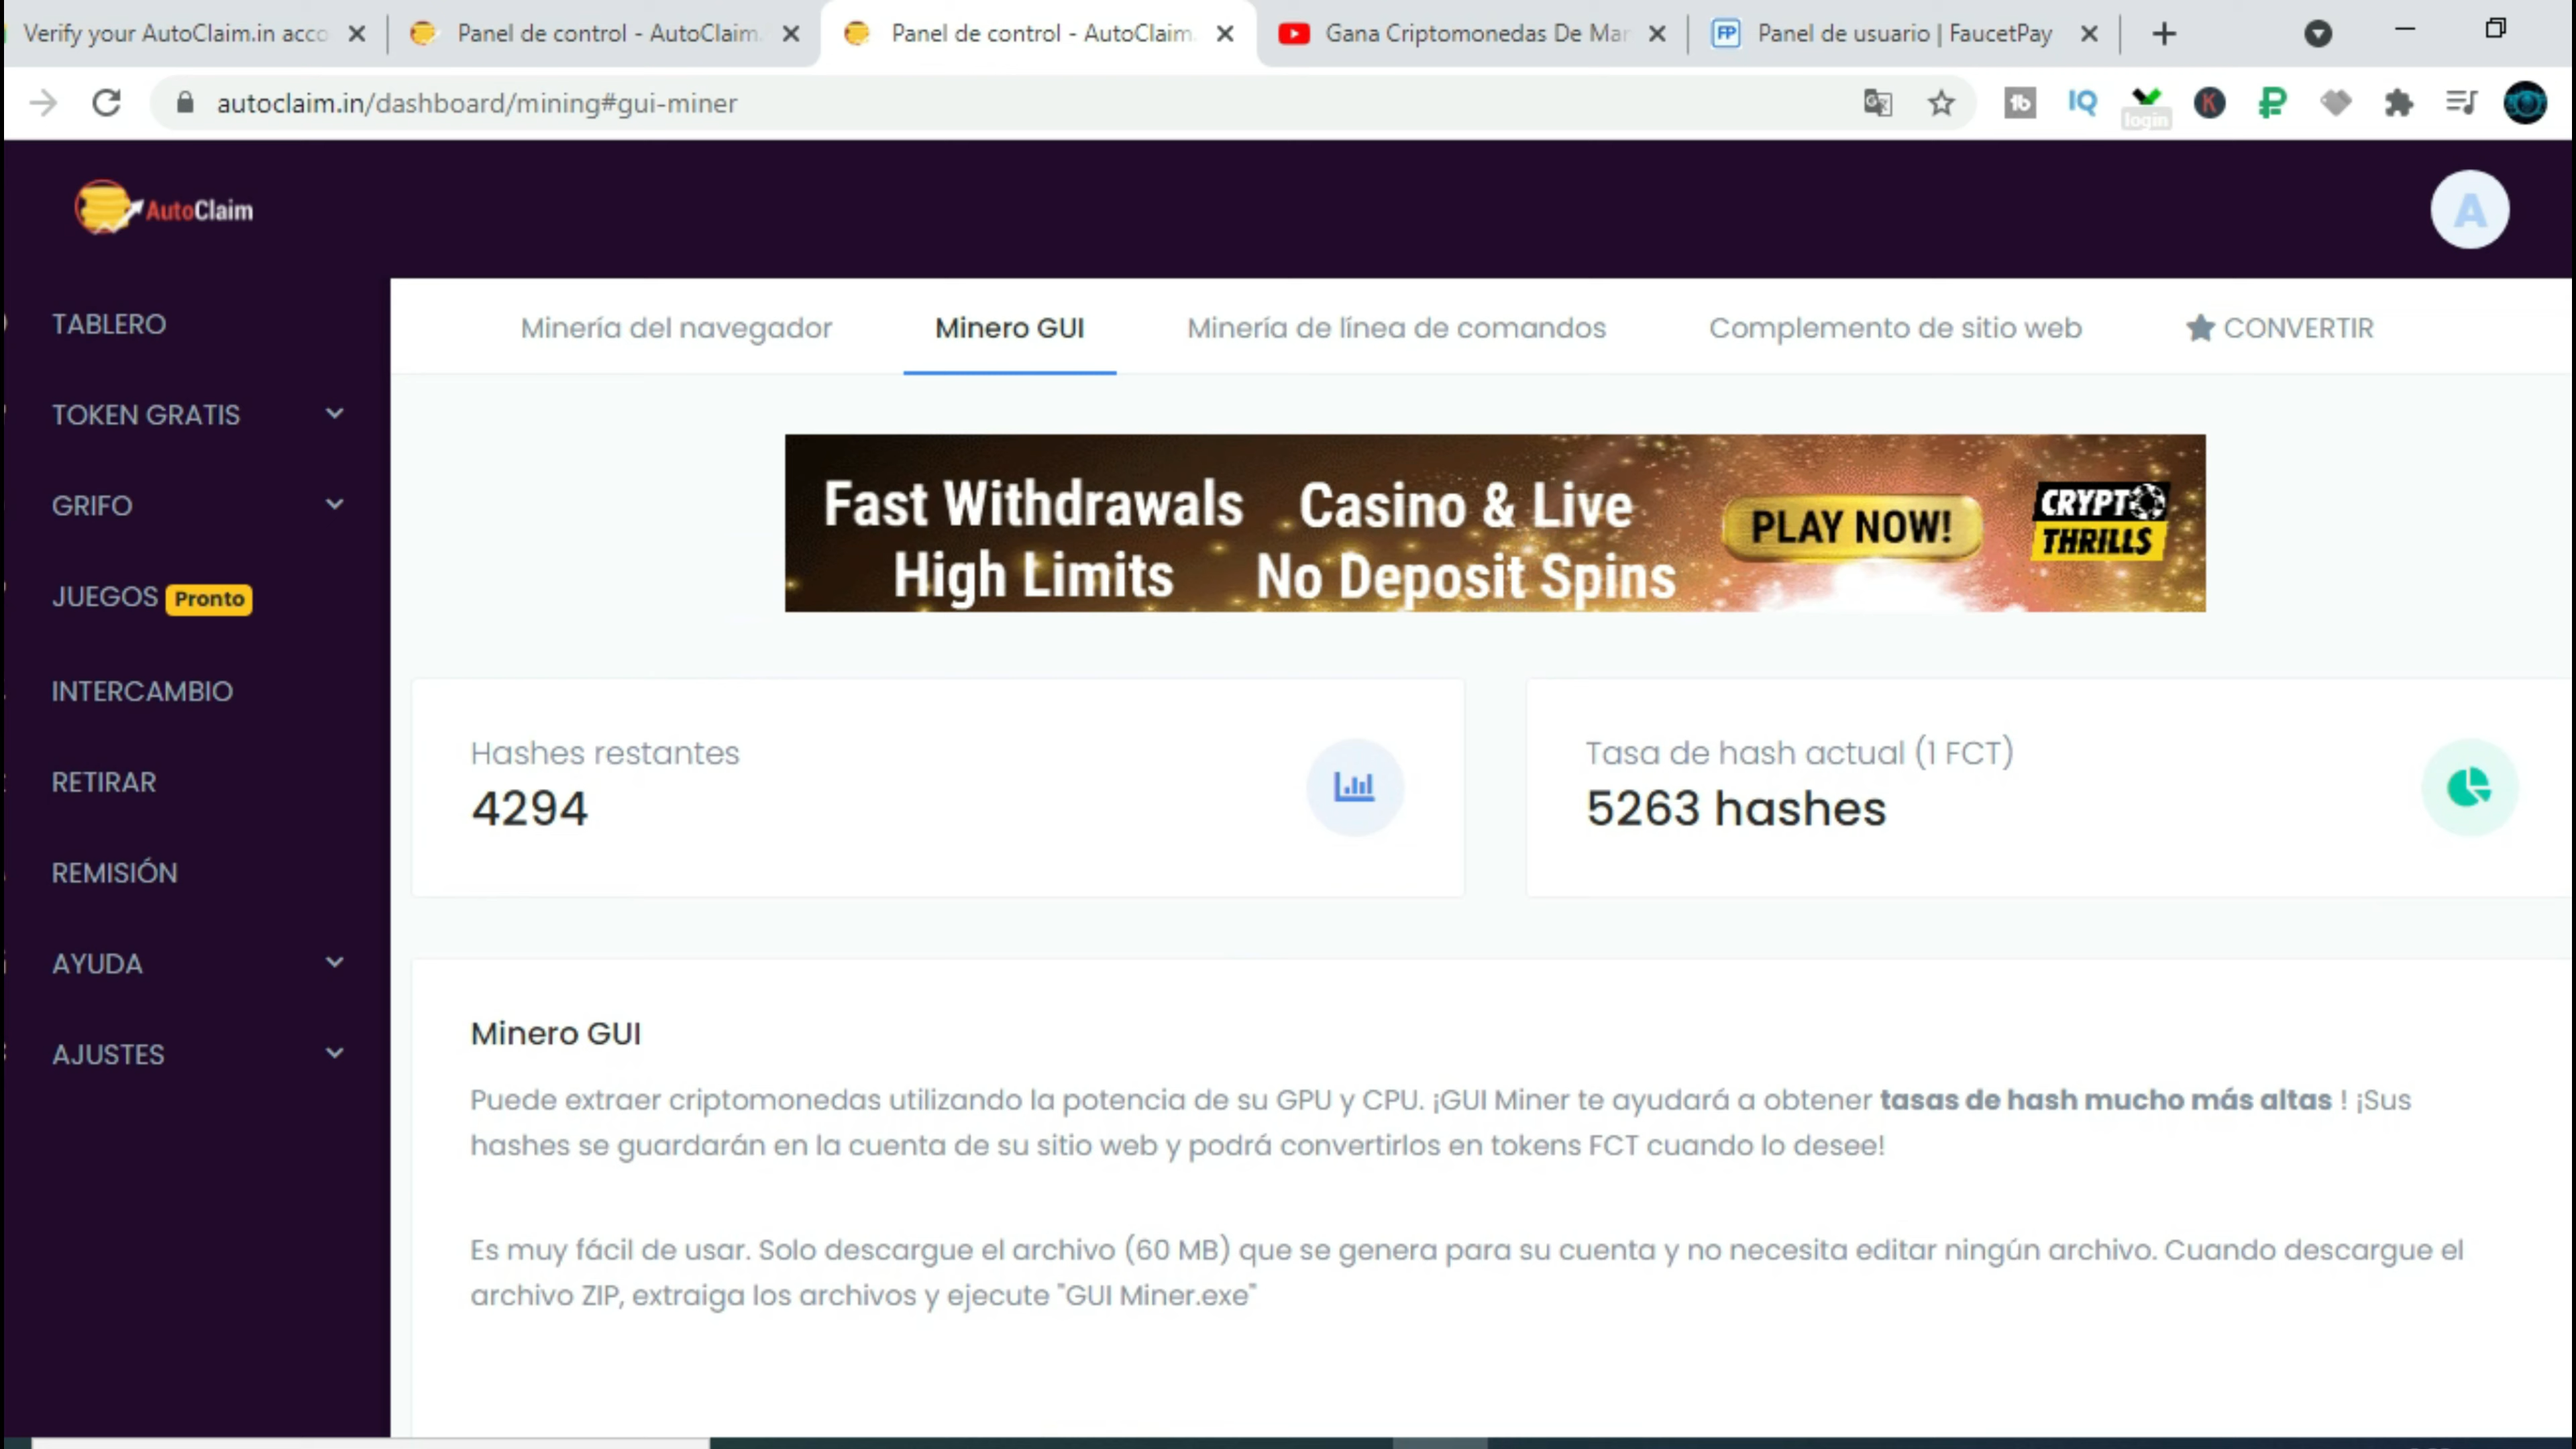 Verify your AutoClaim.in acco
Panel de control - AutoClaim.
Panel de control - AutoClaim.
Gana Criptomonedas De Mar
FP
Panel de usuario | FaucetPay
autoclaim.in/dashboard/mining#gui-miner
tb
IQ
login
K
AutoClaim
A
TABLERO
TOKEN GRATIS
GRIFO
JUEGOS Pronto
INTERCAMBIO
RETIRAR
REMISIÓN
AYUDA
AJUSTES
Minería del navegador
Minero GUI
Minería de línea de comandos
Complemento de sitio web
CONVERTIR
Fast Withdrawals
High Limits
Casino & Live
No Deposit Spins
PLAY NOW!
CRYPTO
THRILLS
Hashes restantes
4294
Tasa de hash actual (1 FCT)
5263 hashes
Minero GUI
Puede extraer criptomonedas utilizando la potencia de su GPU y CPU. ¡GUI Miner te ayudará a obtener tasas de hash mucho más altas ! ¡Sus
hashes se guardarán en la cuenta de su sitio web y podrá convertirlos en tokens FCT cuando lo desee!
Es muy fácil de usar. Solo descargue el archivo (60 MB) que se genera para su cuenta y no necesita editar ningún archivo. Cuando descargue el
archivo ZIP, extraiga los archivos y ejecute "GUI Miner.exe"